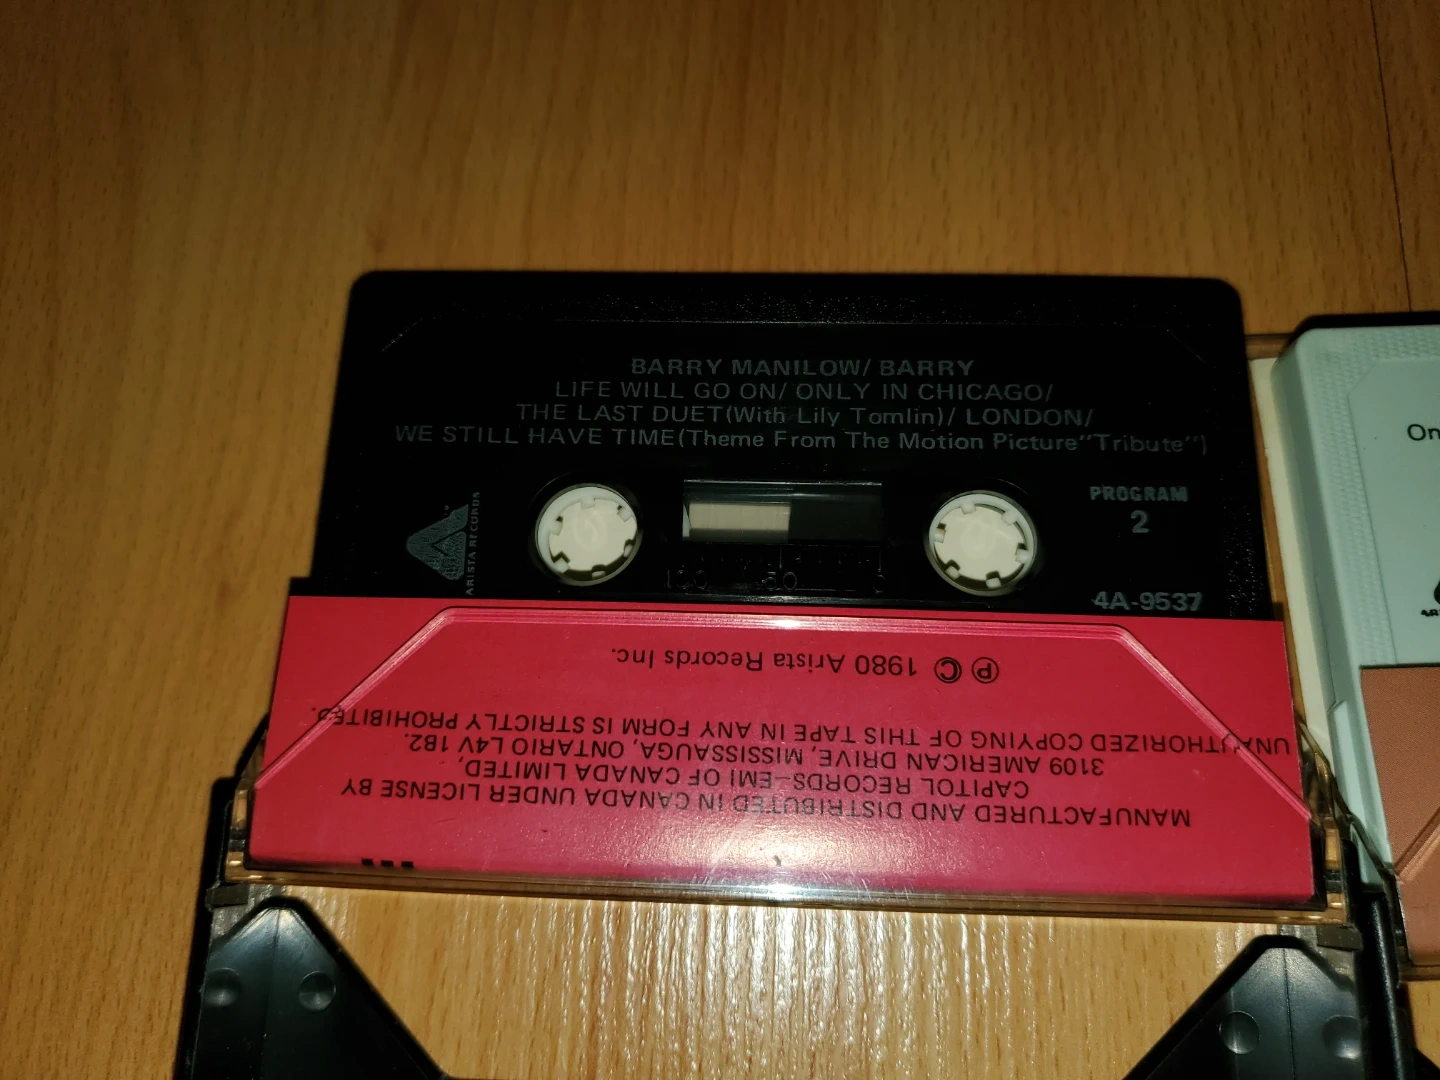 BARRY MANILOW/ BARRY
LIFE WILL GO ON/ ONLY IN CHICAGO/
THE LAST DUET(With Lily Tomlin)/ LONDON/
WE STILL HAVE TIME(Theme From The Motion Picture"Tribute")
PROGRAM
2
ARISTA RECORDS
100 50 0
4A-9537
MANUFACTURED AND DISTRIBUTED IN CANADA UNDER LICENSE BY
CAPITOL RECORDS-EMI OF CANADA LIMITED,
3109 AMERICAN DRIVE, MISSISSAUGA, ONTARIO L4V 1B2.
UNAUTHORIZED COPYING OF THIS TAPE IN ANY FORM IS STRICTLY PROHIBITED.
Ⓟ © 1980 Arista Records Inc.